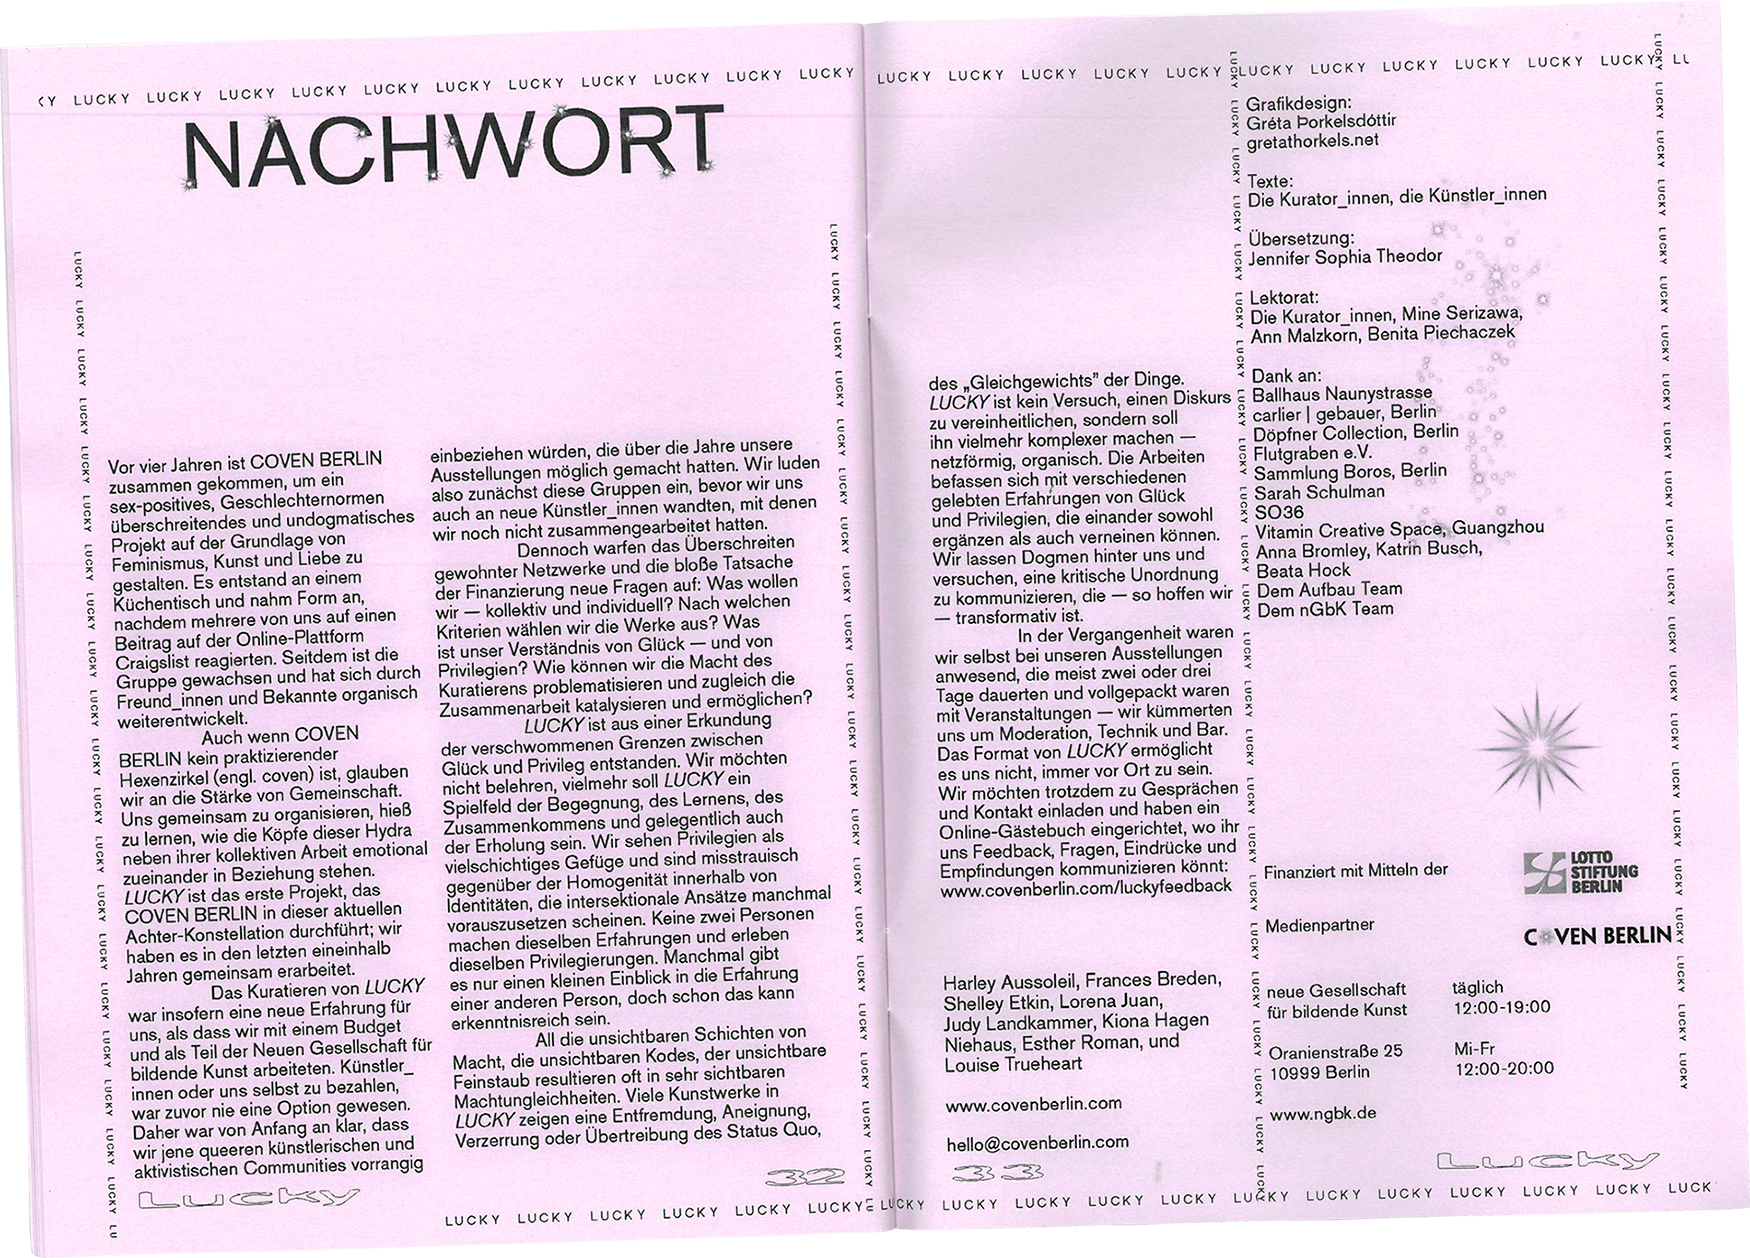 LUCKY LUCKY LUCKY LUCKY LUCKY LUCKY LUCKY LUCKY LUCKY LUCKY LUCKY
NACHWORT
Vor vier Jahren ist COVEN BERLIN
zusammen gekommen, um ein
sex-positives, Geschlechternormen
überschreitendes und undogmatisches
Projekt auf der Grundlage von
Feminismus, Kunst und Liebe zu
gestalten. Es entstand an einem
Küchentisch und nahm Form an,
nachdem mehrere von uns auf einen
Beitrag auf der Online-Plattform
Craigslist reagierten. Seitdem ist die
Gruppe gewachsen und hat sich durch
Freund_innen und Bekannte organisch
weiterentwickelt.
Auch wenn COVEN
BERLIN kein praktizierender
Hexenzirkel (engl. coven) ist, glauben
wir an die Stärke von Gemeinschaft.
Uns gemeinsam zu organisieren, hieß
zu lernen, wie die Köpfe dieser Hydra
neben ihrer kollektiven Arbeit emotional
zueinander in Beziehung stehen.
LUCKY ist das erste Projekt, das
COVEN BERLIN in dieser aktuellen
Achter-Konstellation durchführt; wir
haben es in den letzten eineinhalb
Jahren gemeinsam erarbeitet.
Das Kuratieren von LUCKY
war insofern eine neue Erfahrung für
uns, als dass wir mit einem Budget
und als Teil der Neuen Gesellschaft für
bildende Kunst arbeiteten. Künstler_
innen oder uns selbst zu bezahlen,
war zuvor nie eine Option gewesen.
Daher war von Anfang an klar, dass
wir jene queeren künstlerischen und
aktivistischen Communities vorrangig
einbeziehen würden, die über die Jahre unsere
Ausstellungen möglich gemacht hatten. Wir luden
also zunächst diese Gruppen ein, bevor wir uns
auch an neue Künstler_innen wandten, mit denen
wir noch nicht zusammengearbeitet hatten.
Dennoch warfen das Überschreiten
gewohnter Netzwerke und die bloße Tatsache
der Finanzierung neue Fragen auf: Was wollen
wir — kollektiv und individuell? Nach welchen
Kriterien wählen wir die Werke aus? Was
ist unser Verständnis von Glück — und von
Privilegien? Wie können wir die Macht des
Kuratierens problematisieren und zugleich die
Zusammenarbeit katalysieren und ermöglichen?
LUCKY ist aus einer Erkundung
der verschwommenen Grenzen zwischen
Glück und Privileg entstanden. Wir möchten
nicht belehren, vielmehr soll LUCKY ein
Spielfeld der Begegnung, des Lernens, des
Zusammenkommens und gelegentlich auch
der Erholung sein. Wir sehen Privilegien als
vielschichtiges Gefüge und sind misstrauisch
gegenüber der Homogenität innerhalb von
Identitäten, die intersektionale Ansätze manchmal
vorauszusetzen scheinen. Keine zwei Personen
machen dieselben Erfahrungen und erleben
dieselben Privilegierungen. Manchmal gibt
es nur einen kleinen Einblick in die Erfahrung
einer anderen Person, doch schon das kann
erkenntnisreich sein.
All die unsichtbaren Schichten von
Macht, die unsichtbaren Kodes, der unsichtbare
Feinstaub resultieren oft in sehr sichtbaren
Machtungleichheiten. Viele Kunstwerke in
LUCKY zeigen eine Entfremdung, Aneignung,
Verzerrung oder Übertreibung des Status Quo,
Lucky
32
LUCKY LUCKY LUCKY LUCKY LUCKY LUCKY
LUCKY LUCKY LUCKY LUCKY LUCKY LUCKY LUCKY LUCKY LUCKY LUCKY LUCKY LU
des „Gleichgewichts” der Dinge.
LUCKY ist kein Versuch, einen Diskurs
zu vereinheitlichen, sondern soll
ihn vielmehr komplexer machen —
netzförmig, organisch. Die Arbeiten
befassen sich mit verschiedenen
gelebten Erfahrungen von Glück
und Privilegien, die einander sowohl
ergänzen als auch verneinen können.
Wir lassen Dogmen hinter uns und
versuchen, eine kritische Unordnung
zu kommunizieren, die — so hoffen wir
— transformativ ist.
In der Vergangenheit waren
wir selbst bei unseren Ausstellungen
anwesend, die meist zwei oder drei
Tage dauerten und vollgepackt waren
mit Veranstaltungen — wir kümmerten
uns um Moderation, Technik und Bar.
Das Format von LUCKY ermöglicht
es uns nicht, immer vor Ort zu sein.
Wir möchten trotzdem zu Gesprächen
und Kontakt einladen und haben ein
Online-Gästebuch eingerichtet, wo ihr
uns Feedback, Fragen, Eindrücke und
Empfindungen kommunizieren könnt:
www.covenberlin.com/luckyfeedback
Harley Aussoleil, Frances Breden,
Shelley Etkin, Lorena Juan,
Judy Landkammer, Kiona Hagen
Niehaus, Esther Roman, und
Louise Trueheart
www.covenberlin.com
hello@covenberlin.com
33
Grafikdesign:
Gréta Þorkelsdóttir
gretathorkels.net
Texte:
Die Kurator_innen, die Künstler_innen
Übersetzung:
Jennifer Sophia Theodor
Lektorat:
Die Kurator_innen, Mine Serizawa,
Ann Malzkorn, Benita Piechaczek
Dank an:
Ballhaus Naunystrasse
carlier | gebauer, Berlin
Döpfner Collection, Berlin
Flutgraben e.V.
Sammlung Boros, Berlin
Sarah Schulman
SO36
Vitamin Creative Space, Guangzhou
Anna Bromley, Katrin Busch,
Beata Hock
Dem Aufbau Team
Dem nGbK Team
Finanziert mit Mitteln der
LOTTO
STIFTUNG
BERLIN
Medienpartner
COVEN BERLIN
neue Gesellschaft
für bildende Kunst
täglich
12:00-19:00
Oranienstraße 25
10999 Berlin
Mi-Fr
12:00-20:00
www.ngbk.de
Lucky
LUCKY LUCKY LUCKY LUCKY LUCKY LUCKY LUCKY LUCKY LUCKY LUCKY LUCKY LUCK